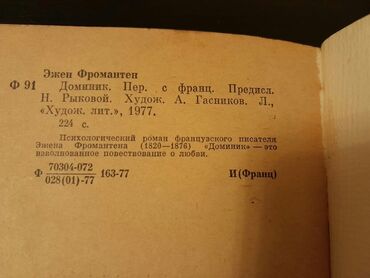 Эжен Фромантен
Ф 91 Доминик. Пер. с франц. Предисл.
Н. Рыковой. Худож. А. Гасников. Л.,
«Худож. лит.», 1977.
224 с.
Психологический роман французского писателя
Эжена Фромантена (1820—1876) «Доминик» — это
взволнованное повествование о любви.
Ф 70304-072 163-77 И (Франц)
028(01)-77